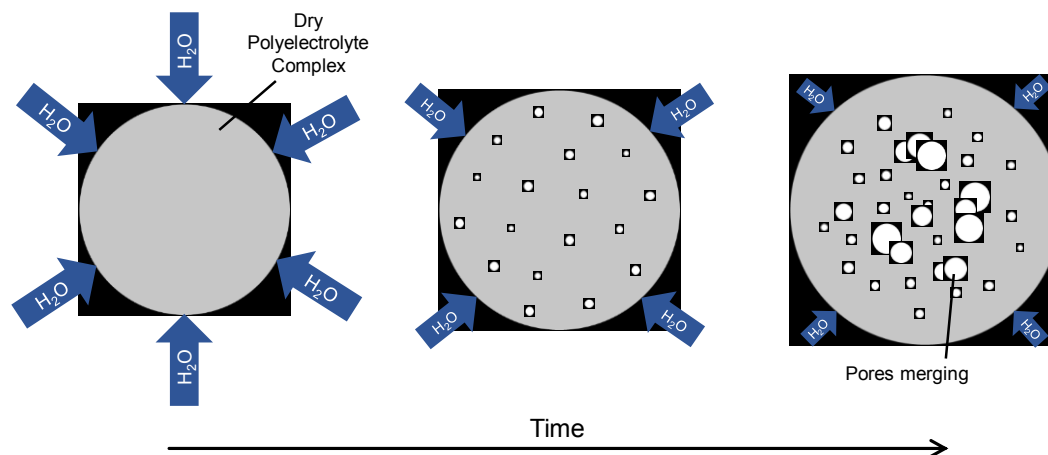 Dry
Polyelectrolyte
Complex
H₂O
H₂O
H₂O
H₂O
H₂O
H₂O
H₂O
H₂O
H₂O
H₂O
H₂O
H₂O
H₂O
H₂O
Pores merging
Time